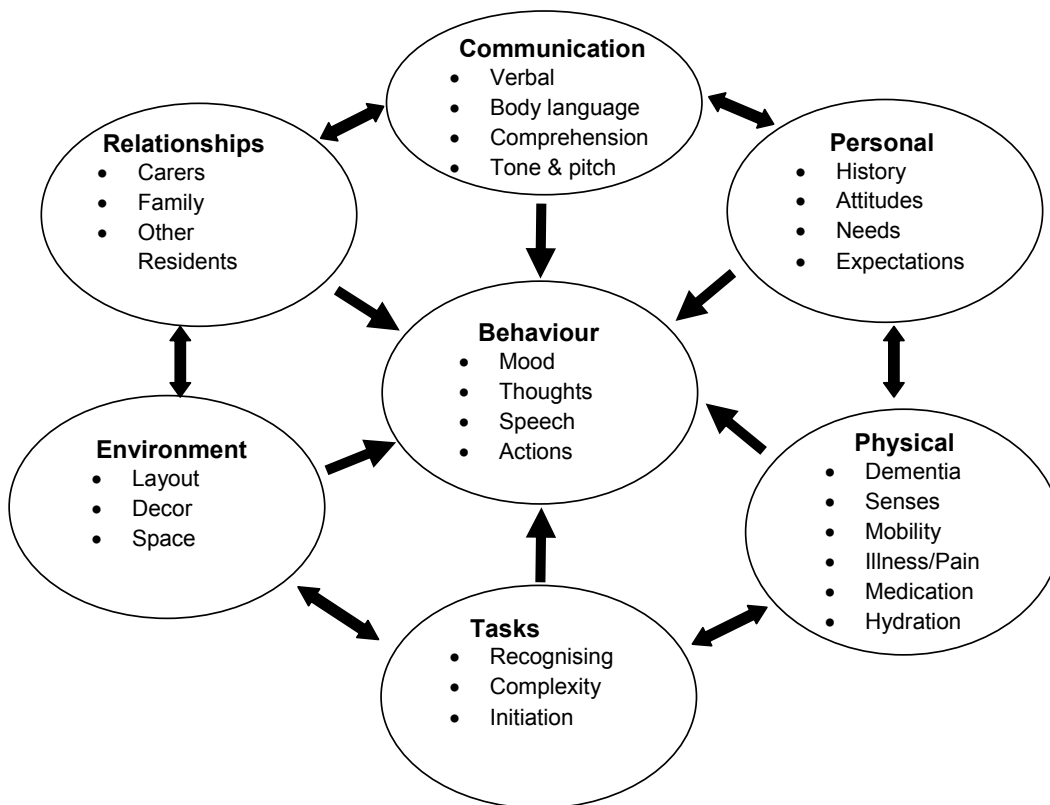 Communication
• Verbal
• Body language
• Comprehension
• Tone & pitch
Relationships
• Carers
• Family
• Other
Residents
Personal
• History
• Attitudes
• Needs
• Expectations
Behaviour
• Mood
• Thoughts
• Speech
• Actions
Environment
• Layout
• Decor
• Space
Physical
• Dementia
• Senses
• Mobility
• Illness/Pain
• Medication
• Hydration
Tasks
• Recognising
• Complexity
• Initiation